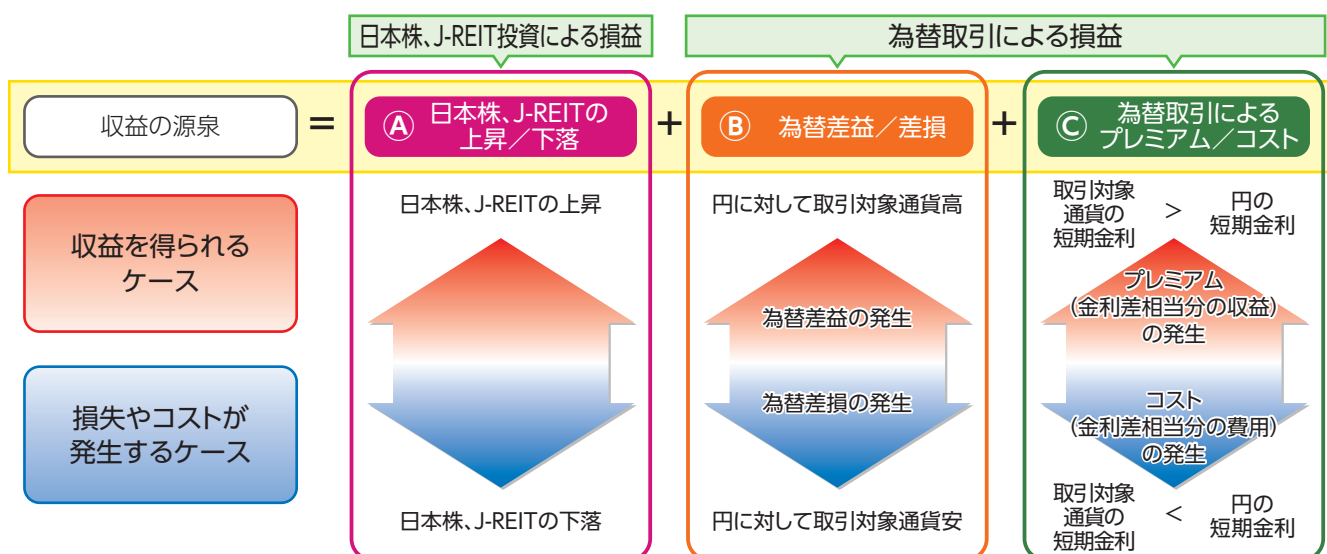 日本株、J-REIT投資による損益
為替取引による損益
収益の源泉
=
Ⓐ
日本株、J-REITの
上昇／下落
+
Ⓑ
為替差益／差損
+
Ⓒ
為替取引による
プレミアム／コスト
収益を得られる
ケース
日本株、J-REITの上昇
円に対して取引対象通貨高
取引対象
通貨の
短期金利
>
円の
短期金利
為替差益の発生
プレミアム
(金利差相当分の収益)
の発生
損失やコストが
発生するケース
為替差損の発生
コスト
(金利差相当分の費用)
の発生
日本株、J-REITの下落
円に対して取引対象通貨安
取引対象
通貨の
短期金利
<
円の
短期金利